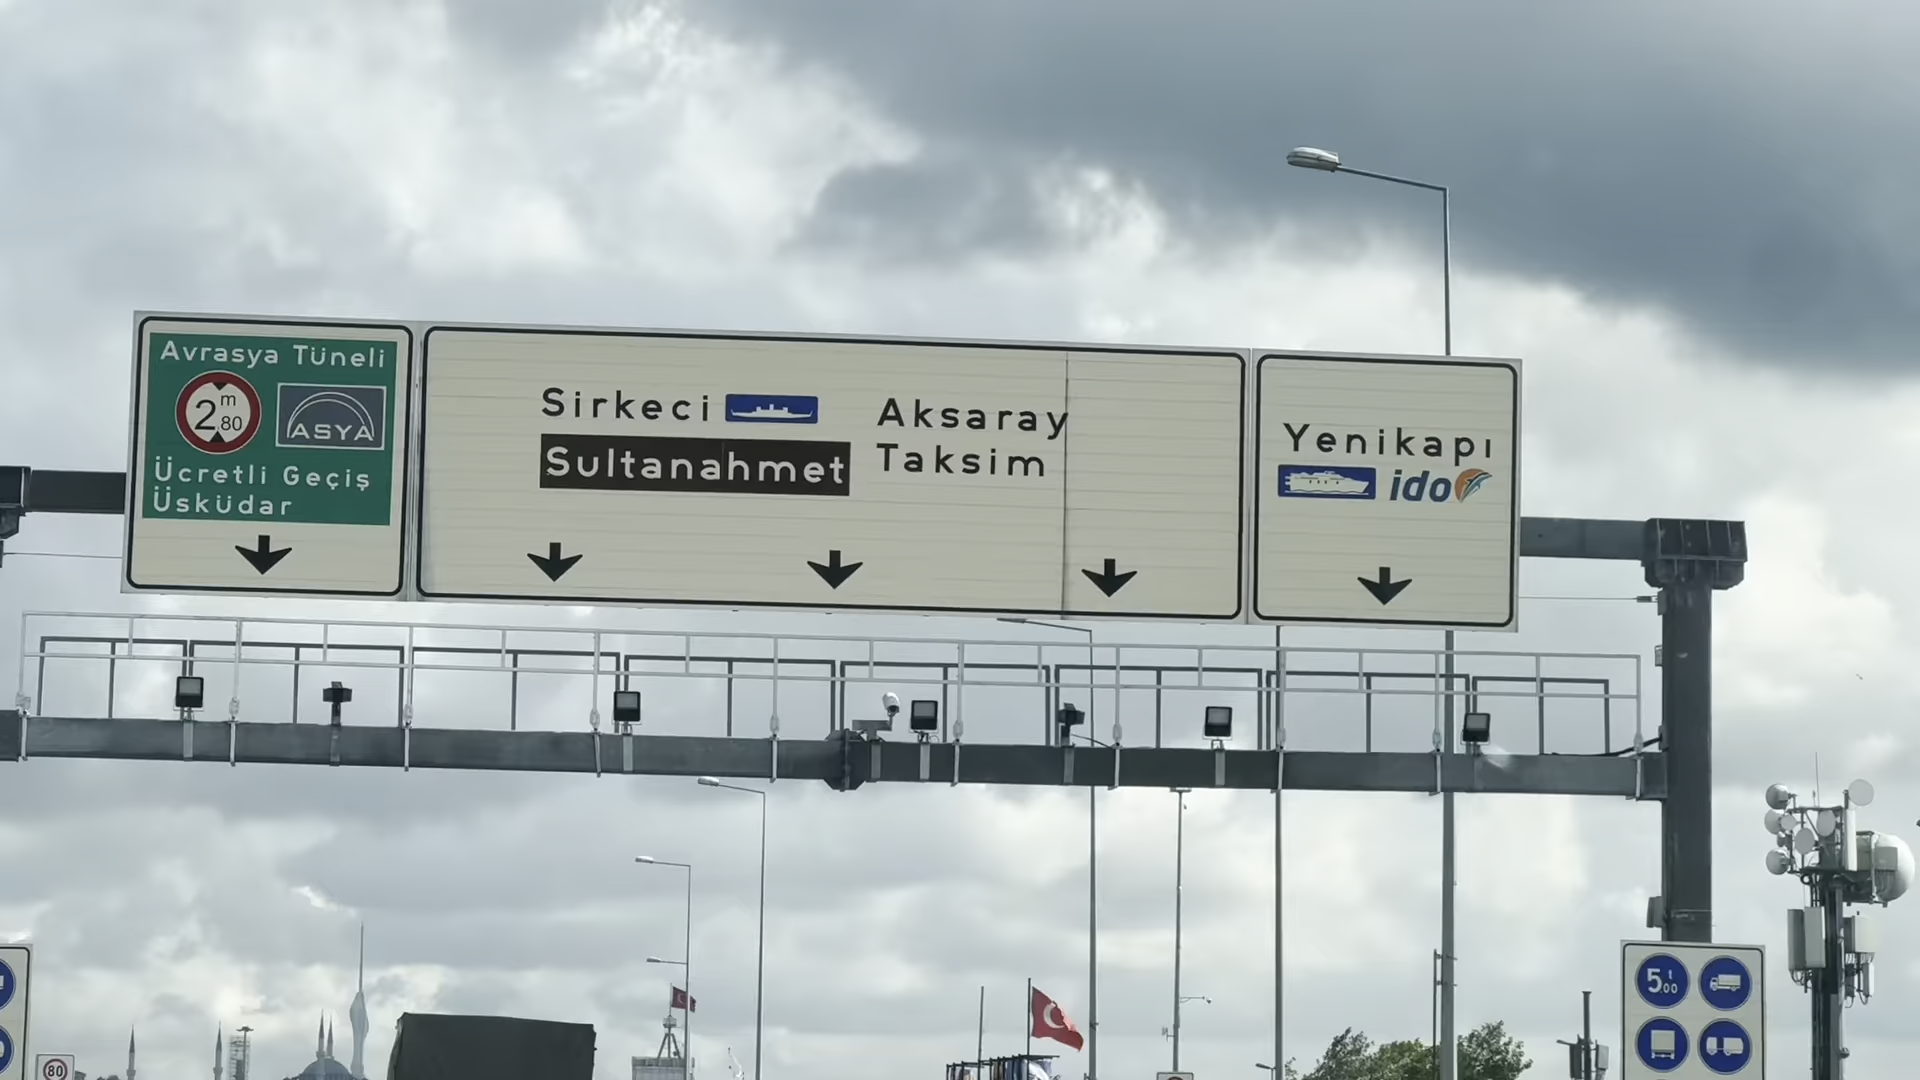 Avrasya Tüneli
2 m 80
ASYA
Ücretli Geçiş
Üsküdar
Sirkeci
Sultanahmet
Aksaray
Taksim
Yenikapı
ido
5 t 00
80